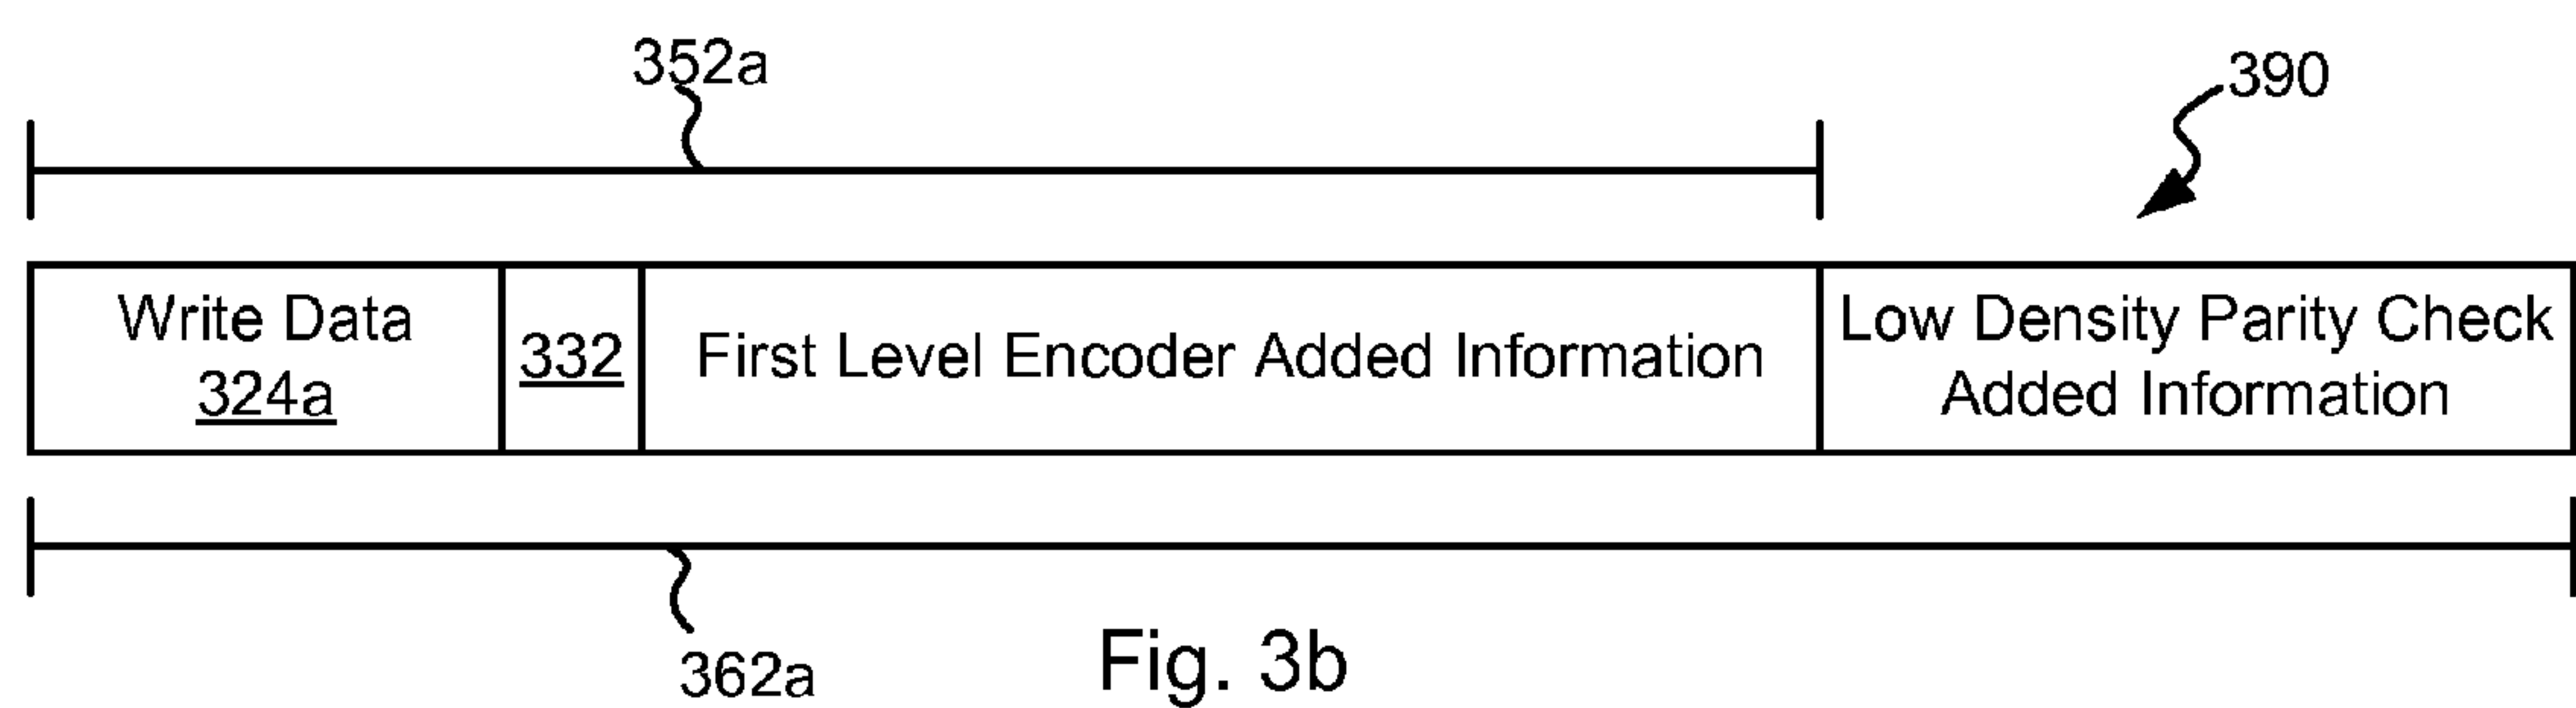 352a
390
Write Data
324a
332
First Level Encoder Added Information
Low Density Parity Check
Added Information
362a
Fig. 3b